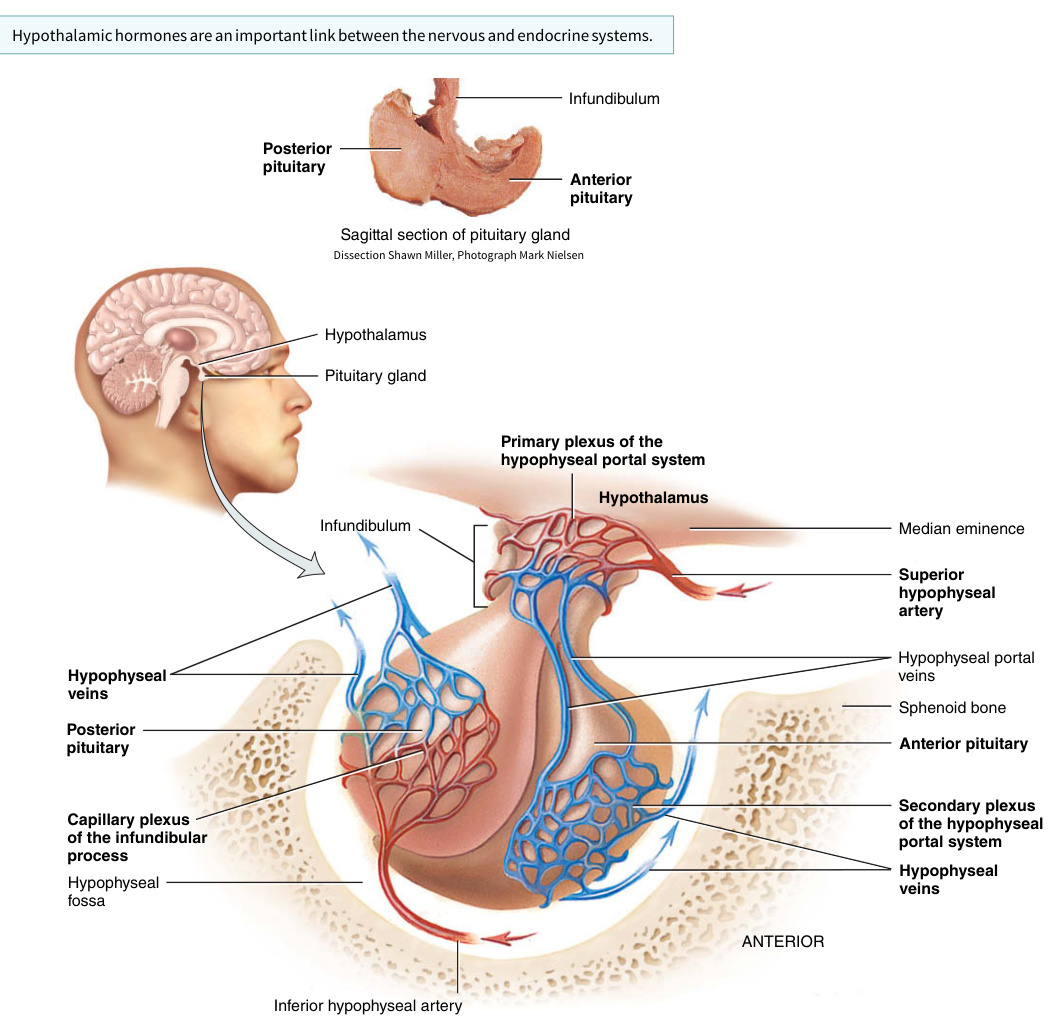 Hypothalamic hormones are an important link between the nervous and endocrine systems.
Infundibulum
Posterior
pituitary
Anterior
pituitary
Sagittal section of pituitary gland
Dissection Shawn Miller, Photograph Mark Nielsen
Hypothalamus
Pituitary gland
Primary plexus of the
hypophyseal portal system
Hypothalamus
Infundibulum
Median eminence
Superior
hypophyseal
artery
Hypophyseal
veins
Hypophyseal portal
veins
Sphenoid bone
Posterior
pituitary
Anterior pituitary
Capillary plexus
of the infundibular
process
Secondary plexus
of the hypophyseal
portal system
Hypophyseal
fossa
Hypophyseal
veins
ANTERIOR
Inferior hypophyseal artery